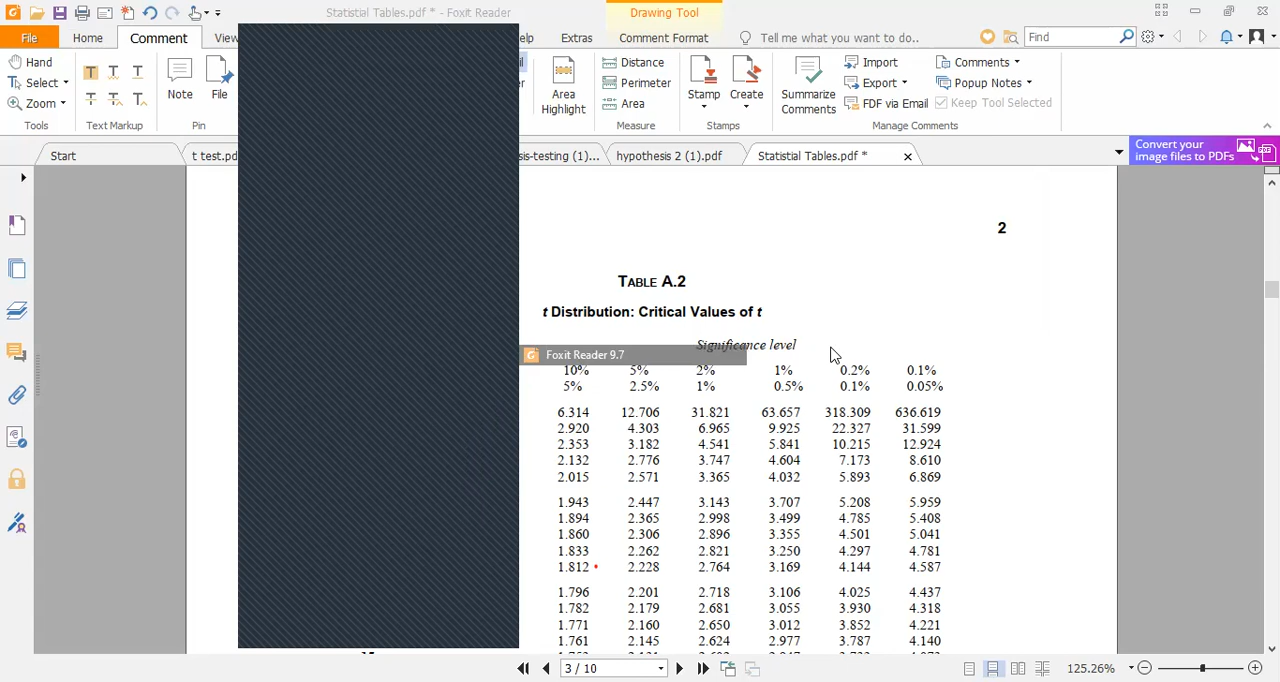 Statistial Tables.pdf * - Foxit Reader
Drawing Tool
File
Home
Comment
View
elp
Extras
Comment Format
Tell me what you want to do..
Find
Hand
Select
Zoom
Tools
T T T
Text Markup
Note
File
Pin
Area
Highlight
Distance
Perimeter
Area
Measure
Stamp
Create
Stamps
Summarize
Comments
Import
Export
FDF via Email
Comments
Popup Notes
Keep Tool Selected
Manage Comments
Start
t test.pd
sis-testing (1)...
hypothesis 2 (1).pdf
Statistial Tables.pdf *
Convert your
image files to PDFs
2
TABLE A.2
t Distribution: Critical Values of t
Significance level
Foxit Reader 9.7
10% 5% 2% 1% 0.2% 0.1%
5% 2.5% 1% 0.5% 0.1% 0.05%
6.314 12.706 31.821 63.657 318.309 636.619
2.920 4.303 6.965 9.925 22.327 31.599
2.353 3.182 4.541 5.841 10.215 12.924
2.132 2.776 3.747 4.604 7.173 8.610
2.015 2.571 3.365 4.032 5.893 6.869
1.943 2.447 3.143 3.707 5.208 5.959
1.894 2.365 2.998 3.499 4.785 5.408
1.860 2.306 2.896 3.355 4.501 5.041
1.833 2.262 2.821 3.250 4.297 4.781
1.812 2.228 2.764 3.169 4.144 4.587
1.796 2.201 2.718 3.106 4.025 4.437
1.782 2.179 2.681 3.055 3.930 4.318
1.771 2.160 2.650 3.012 3.852 4.221
1.761 2.145 2.624 2.977 3.787 4.140
3 / 10
125.26%